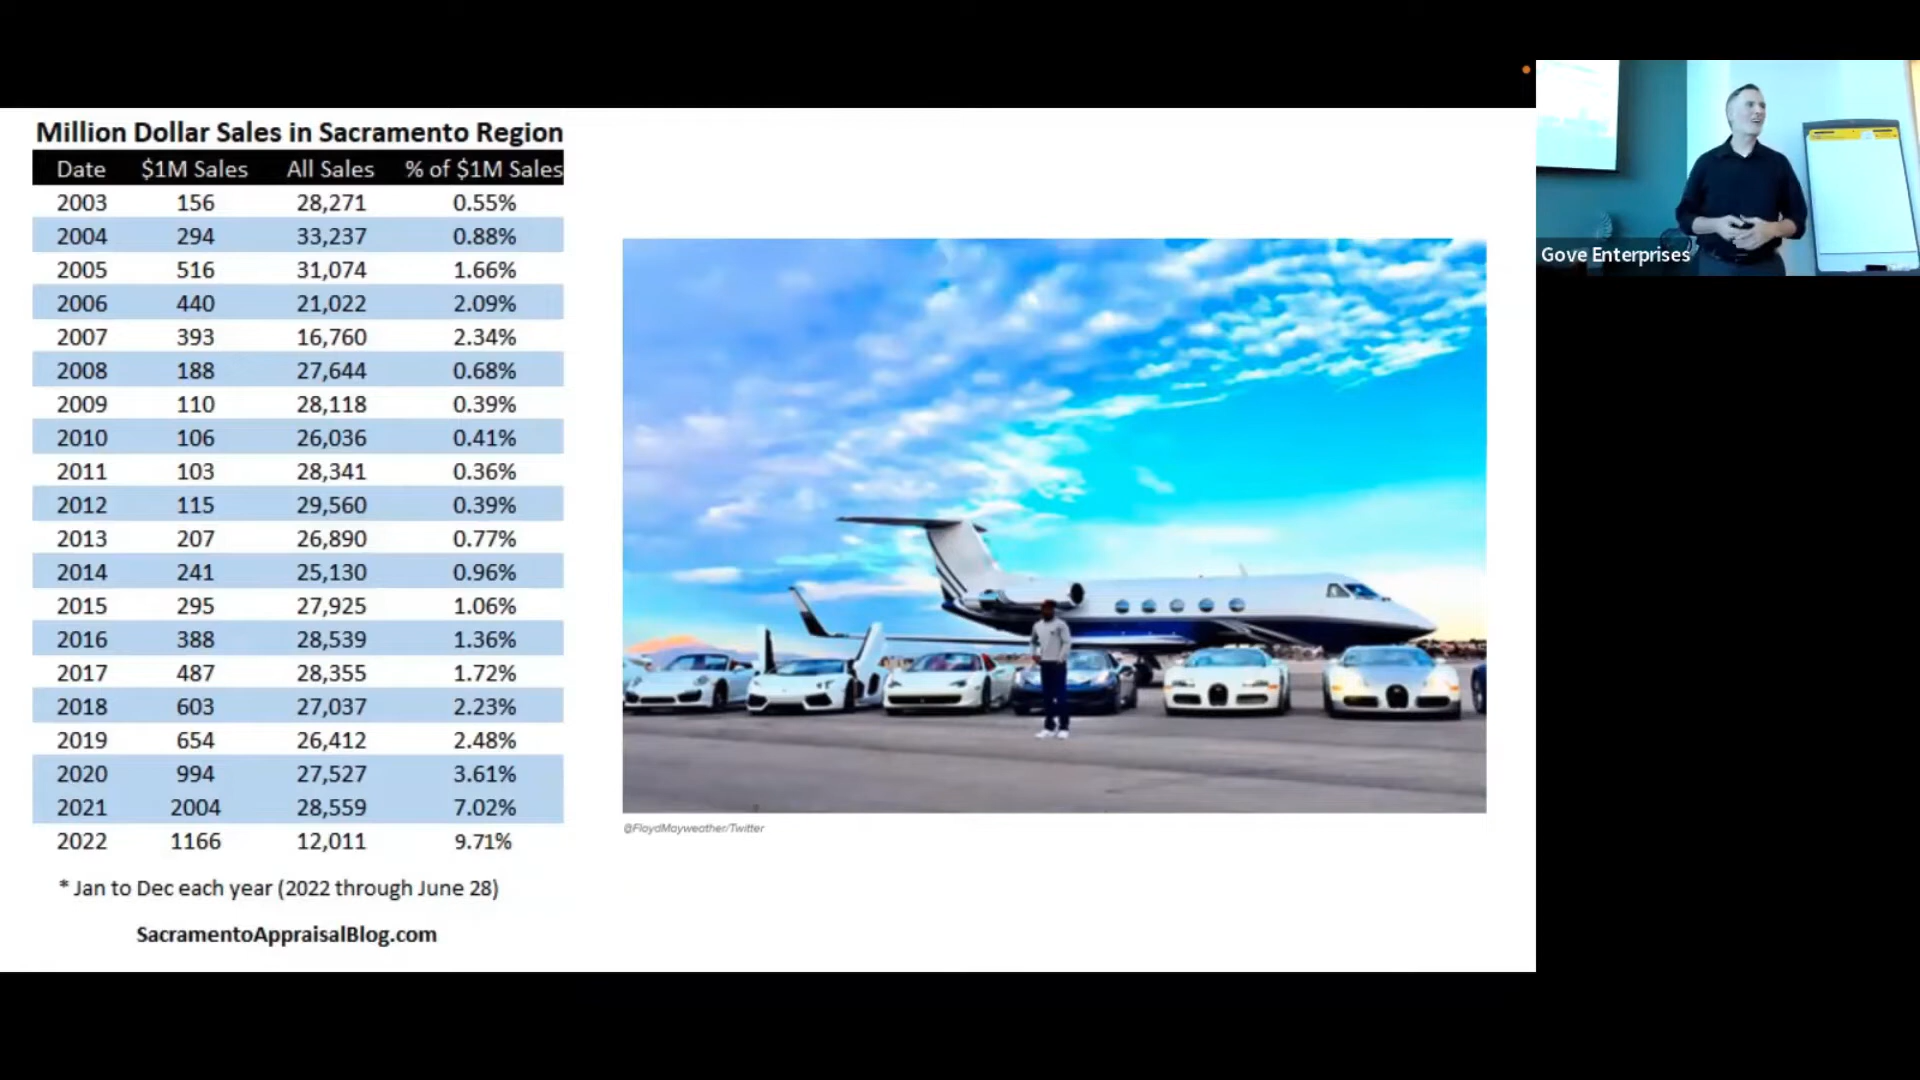 Million Dollar Sales in Sacramento Region
Date $1M Sales All Sales % of $1M Sales
2003 156 28,271 0.55%
2004 294 33,237 0.88%
2005 516 31,074 1.66%
2006 440 21,022 2.09%
2007 393 16,760 2.34%
2008 188 27,644 0.68%
2009 110 28,118 0.39%
2010 106 26,036 0.41%
2011 103 28,341 0.36%
2012 115 29,560 0.39%
2013 207 26,890 0.77%
2014 241 25,130 0.96%
2015 295 27,925 1.06%
2016 388 28,539 1.36%
2017 487 28,355 1.72%
2018 603 27,037 2.23%
2019 654 26,412 2.48%
2020 994 27,527 3.61%
2021 2004 28,559 7.02%
2022 1166 12,011 9.71%
* Jan to Dec each year (2022 through June 28)
SacramentoAppraisalBlog.com
@FloydMayweather/Twitter
Gove Enterprises